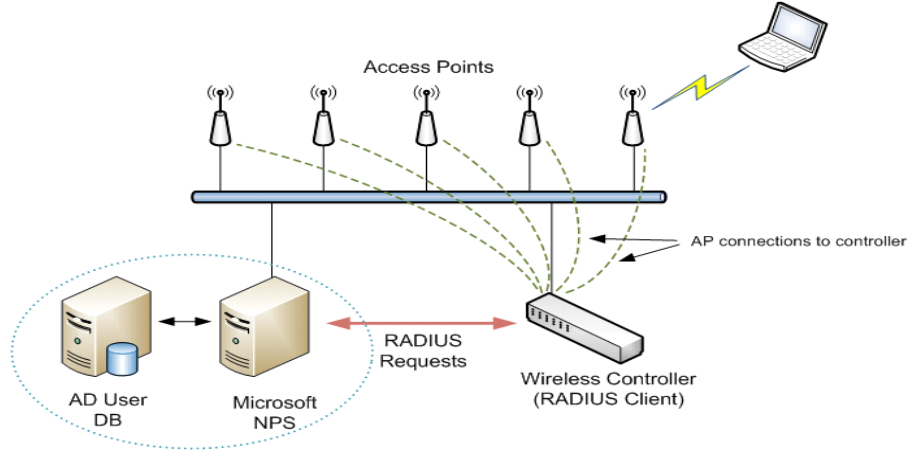 Access Points
AP connections to controller
RADIUS
Requests
Wireless Controller
(RADIUS Client)
AD User
DB
Microsoft
NPS